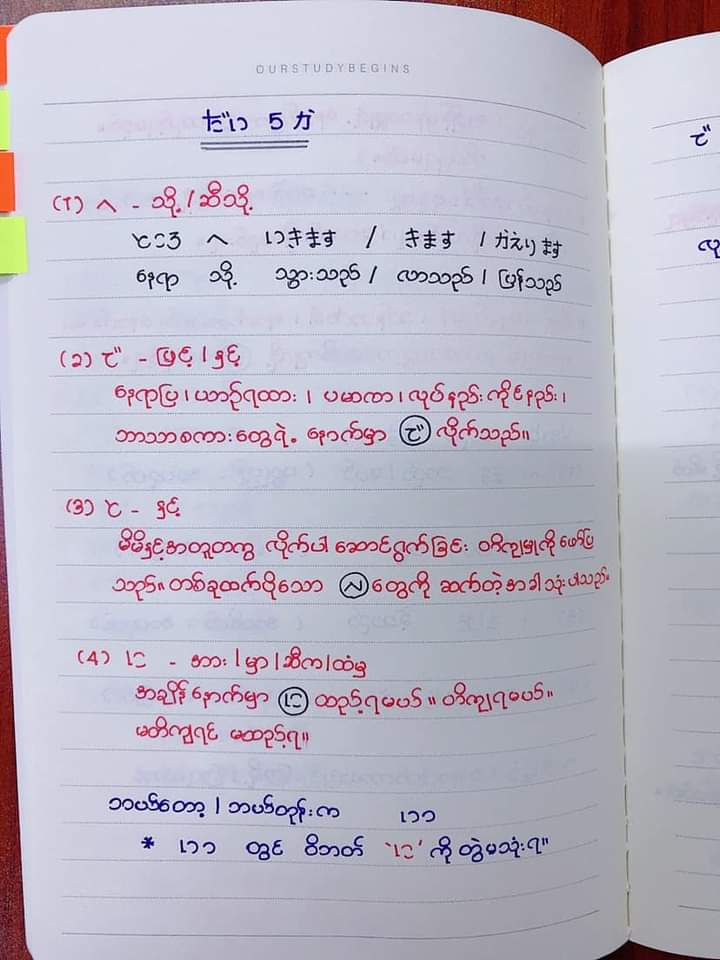 OURSTUDYBEGINS
だい 5 か
(1) へ - သို့ / ဆီသို့
ところ へ いきます / きます / かえります
နေရာ သို့ သွားသည် / လာသည် / ပြန်သည်
(၁) で - ဖြင့် / နှင့်
နေရာပြ ၊ ယာဉ်ရထား ၊ ပမာဏ ၊ လုပ်နည်းကိုင်နည်း ၊
ဘာသာစကားတွေရဲ့ နောက်မှာ で လိုက်သည်။
(3) と - နှင့်
မိမိနှင့်အတူတကွ လိုက်ပါ ဆောင်ရွက်ခြင်း တိကျမှုကို ဖော်ပြ
သည်။ တစ်ခုထက်ပိုသော N တွေကို ဆက်တဲ့အခါသုံးပါသည်။
(4) に - အား / မှာ / ဆီက / ထံမှ
အချိန်နောက်မှာ に ထည့်ရမယ်။ တိကျရမယ်။
မတိကျရင် မထည့်ရ။
ဘယ်တော့ / ဘယ်တုန်းက いつ
* いつ တွင် ဝိဘတ် 'に' ကို တွဲမသုံးရ။
で
လု